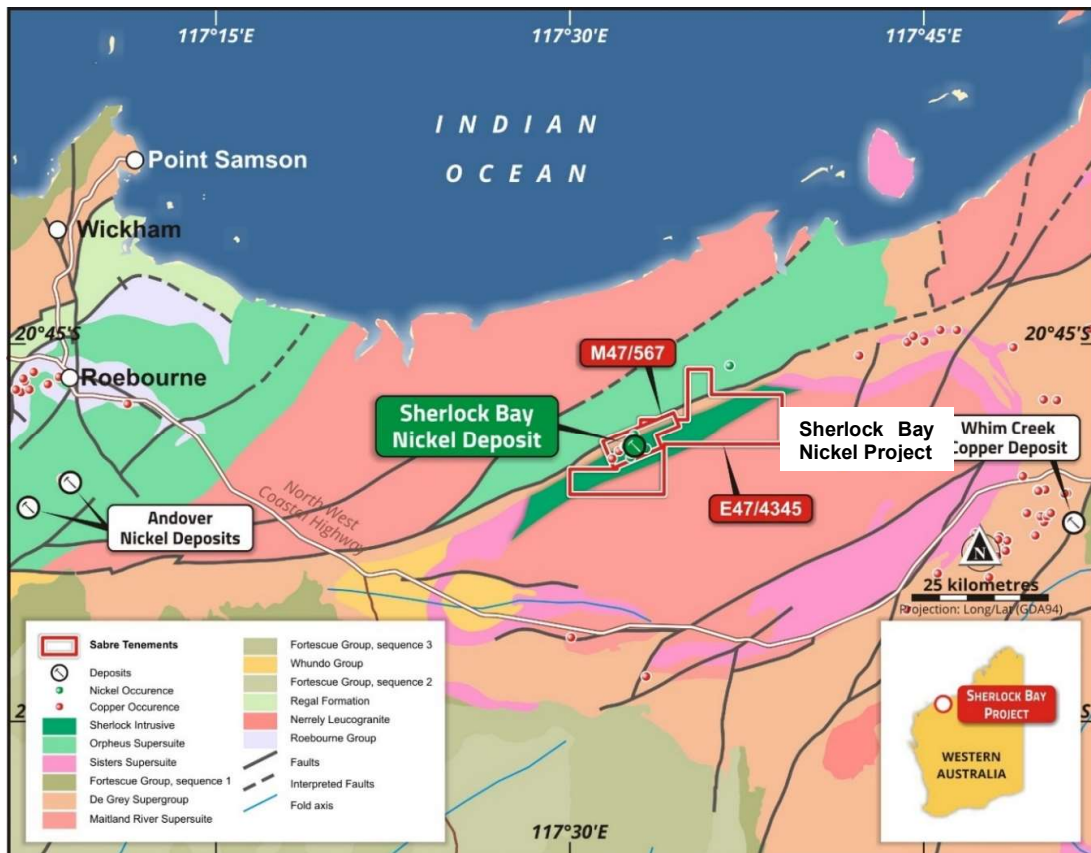 117°15'E
117°30'E
117°45'E
INDIAN
OCEAN
Point Samson
Wickham
20°45'S
20°45'S
M47/567
Roebourne
Sherlock Bay
Nickel Deposit
Sherlock Bay
Nickel Project
Whim Creek
Copper Deposit
E47/4345
Andover
Nickel Deposits
North West
Coastal Highway
N
25 kilometres
Projection: Long/Lat (GDA94)
Sabre Tenements
Deposits
Nickel Occurence
Copper Occurence
Sherlock Intrusive
Orpheus Supersuite
Sisters Supersuite
Fortescue Group, sequence 1
De Grey Supergroup
Maitland River Supersuite
Fortescue Group, sequence 3
Whundo Group
Fortescue Group, sequence 2
Regal Formation
Nerrely Leucogranite
Roebourne Group
Faults
Interpreted Faults
Fold axis
2
S
SHERLOCK BAY
PROJECT
WESTERN
AUSTRALIA
117°30'E